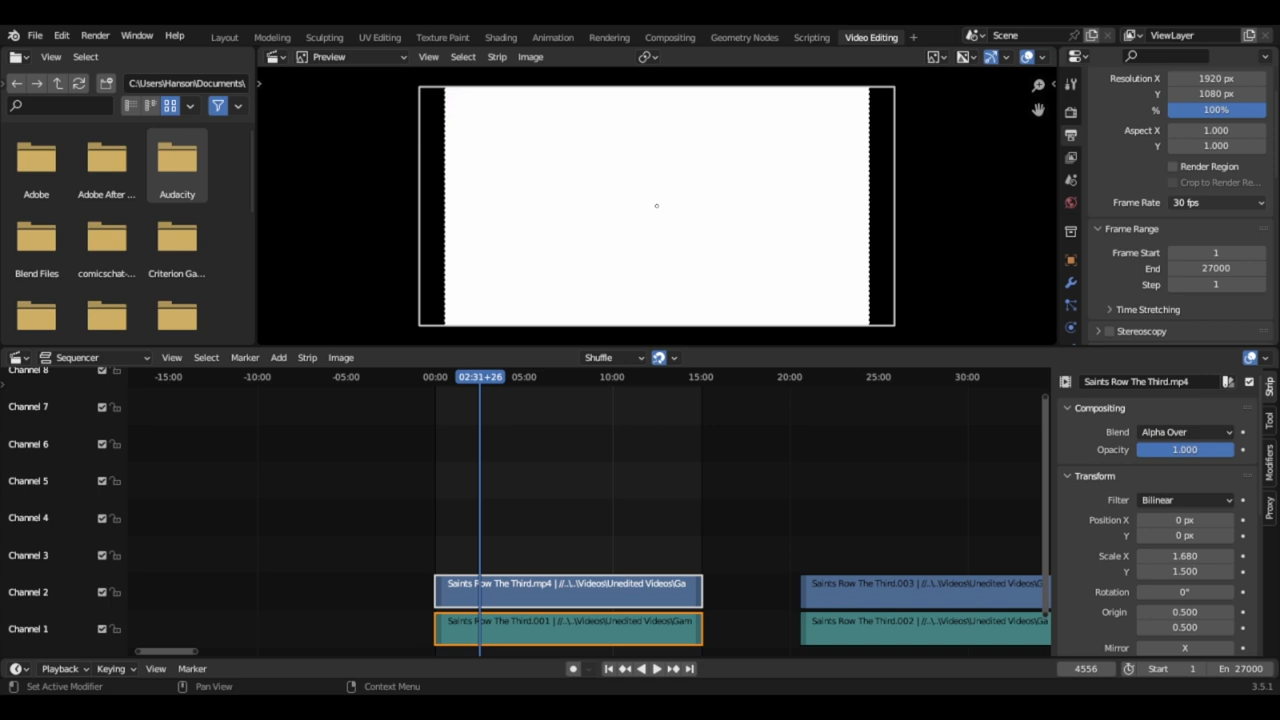 File Edit Render Window Help Layout Modeling Sculpting UV Editing Texture Paint Shading Animation Rendering Compositing Geometry Nodes Scripting Video Editing + Scene ViewLayer
View Select Preview View Select Strip Image
C:\Users\Hanson\Documents\
Adobe Adobe After ... Audacity
Blend Files comicschat-... Criterion Ga...
Resolution X 1920 px
Y 1080 px
% 100%
Aspect X 1.000
Y 1.000
Render Region
Crop to Render Re...
Frame Rate 30 fps
Frame Range
Frame Start 1
End 27000
Step 1
Time Stretching
Stereoscopy
Sequencer View Select Marker Add Strip Image Shuffle
-15:00 -10:00 -05:00 00:00 02:31+26 05:00 10:00 15:00 20:00 25:00 30:00
Channel 8
Channel 7
Channel 6
Channel 5
Channel 4
Channel 3
Channel 2 Saints Row The Third.mp4 | //..\..\Videos\Unedited Videos\Ga Saints Row The Third.003 | //..\..\Videos\Unedited Videos\G
Channel 1 Saints Row The Third.001 | //..\..\Videos\Unedited Videos\Gam Saints Row The Third.002 | //..\..\Videos\Unedited Videos\Gam
Saints Row The Third.mp4
Compositing
Blend Alpha Over
Opacity 1.000
Transform
Filter Bilinear
Position X 0 px
Y 0 px
Scale X 1.680
Y 1.500
Rotation 0°
Origin 0.500
0.500
Mirror X
Strip
Tool
Modifiers
Proxy
Playback Keying View Marker 4556 Start 1 En 27000
Set Active Modifier Pan View Context Menu 3.5.1